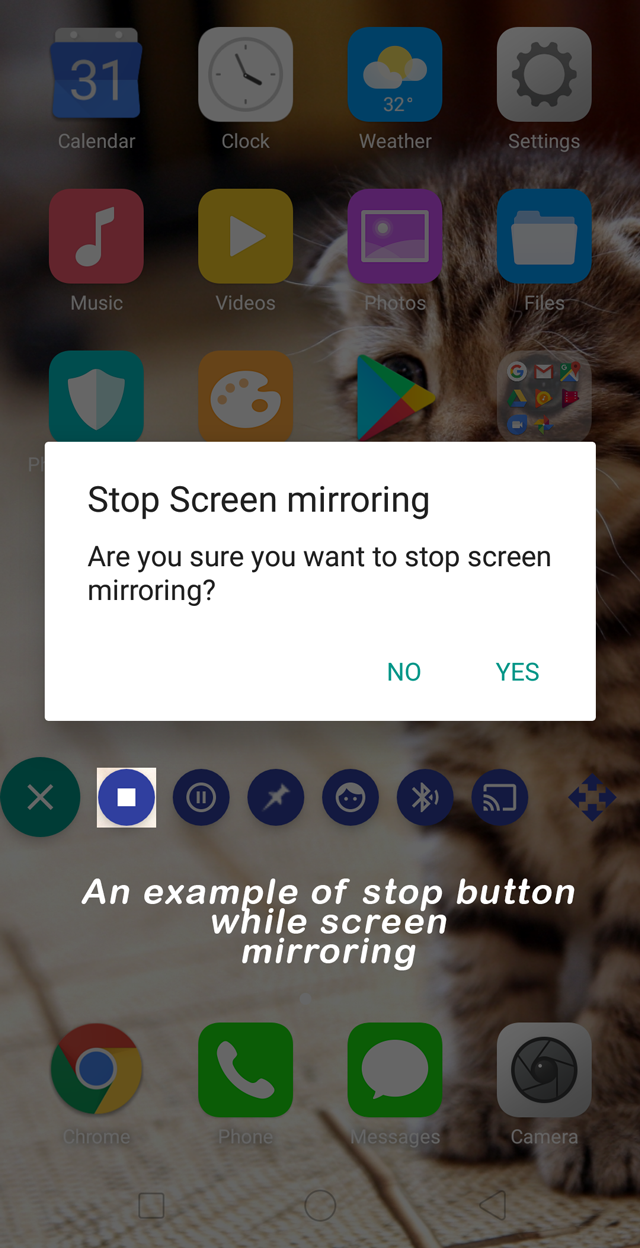 31
32°
Calendar
Clock
Weather
Settings
Music
Videos
Photos
Files
Stop Screen mirroring
Are you sure you want to stop screen
mirroring?
NO
YES
An example of stop button
while screen
mirroring
Chrome
Phone
Messages
Camera